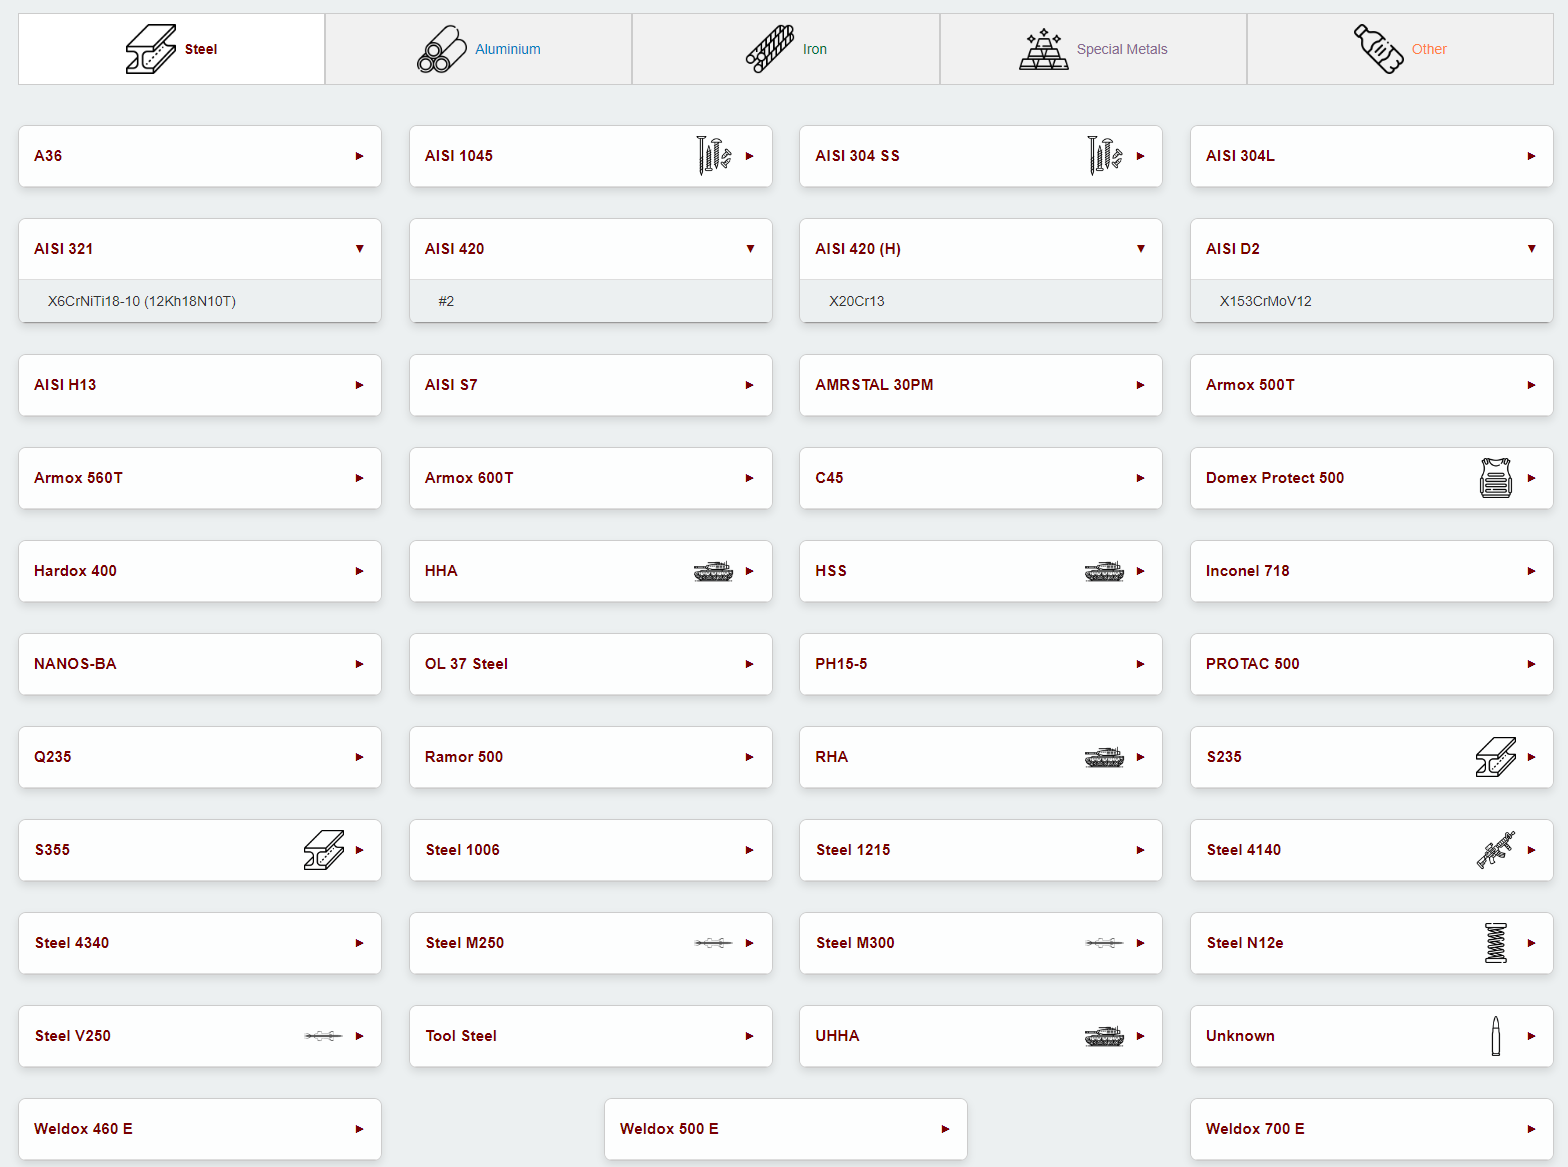 Steel
Aluminium
Iron
Special Metals
Other
A36
AISI 1045
AISI 304 SS
AISI 304L
AISI 321
AISI 420
AISI 420 (H)
AISI D2
X6CrNiTi18-10 (12Kh18N10T)
#2
X20Cr13
X153CrMoV12
AISI H13
AISI S7
AMRSTAL 30PM
Armox 500T
Armox 560T
Armox 600T
C45
Domex Protect 500
Hardox 400
HHA
HSS
Inconel 718
NANOS-BA
OL 37 Steel
PH15-5
PROTAC 500
Q235
Ramor 500
RHA
S235
S355
Steel 1006
Steel 1215
Steel 4140
Steel 4340
Steel M250
Steel M300
Steel N12e
Steel V250
Tool Steel
UHHA
Unknown
Weldox 460 E
Weldox 500 E
Weldox 700 E